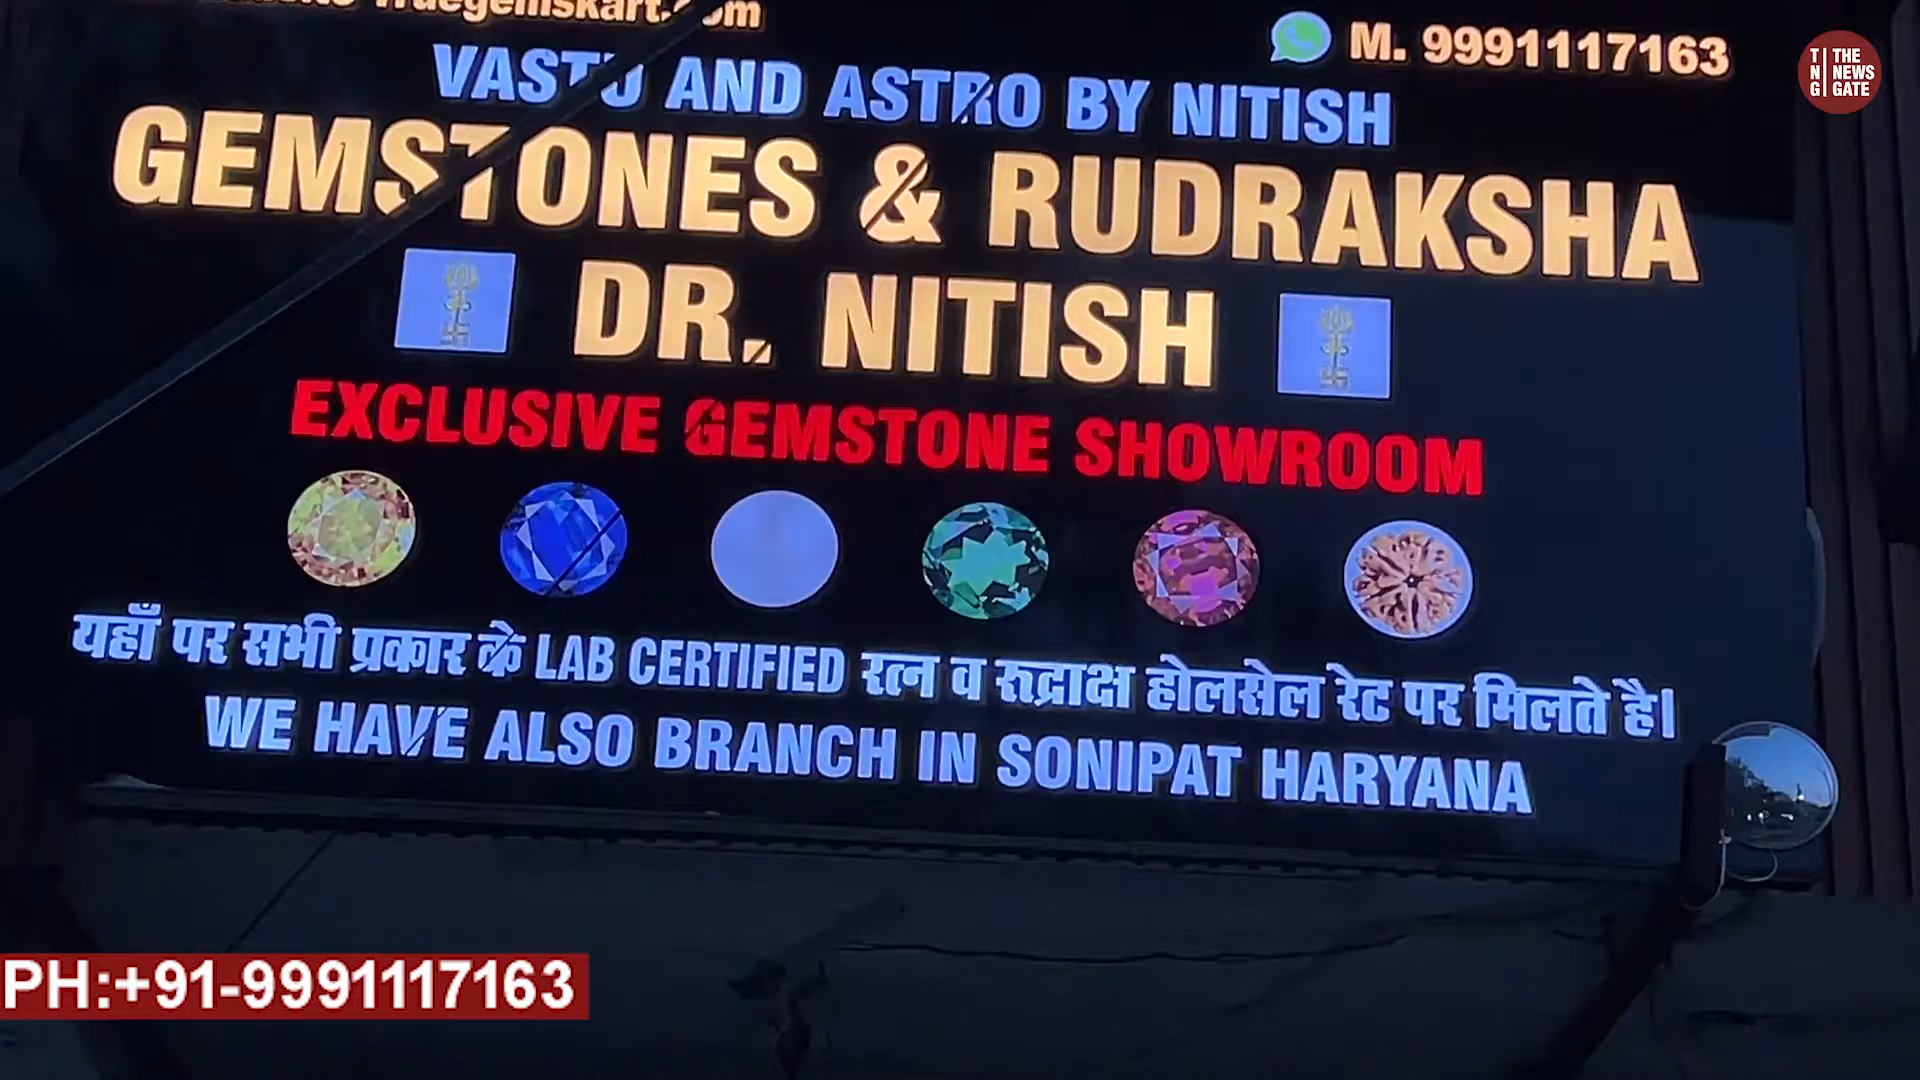 M. 9991117163
T N G THE NEWS GATE
VASTU AND ASTRO BY NITISH
GEMSTONES & RUDRAKSHA
DR. NITISH
EXCLUSIVE GEMSTONE SHOWROOM
यहाँ पर सभी प्रकार के LAB CERTIFIED रत्न व रूद्राक्ष होलसेल रेट पर मिलते है।
WE HAVE ALSO BRANCH IN SONIPAT HARYANA
PH:+91-9991117163